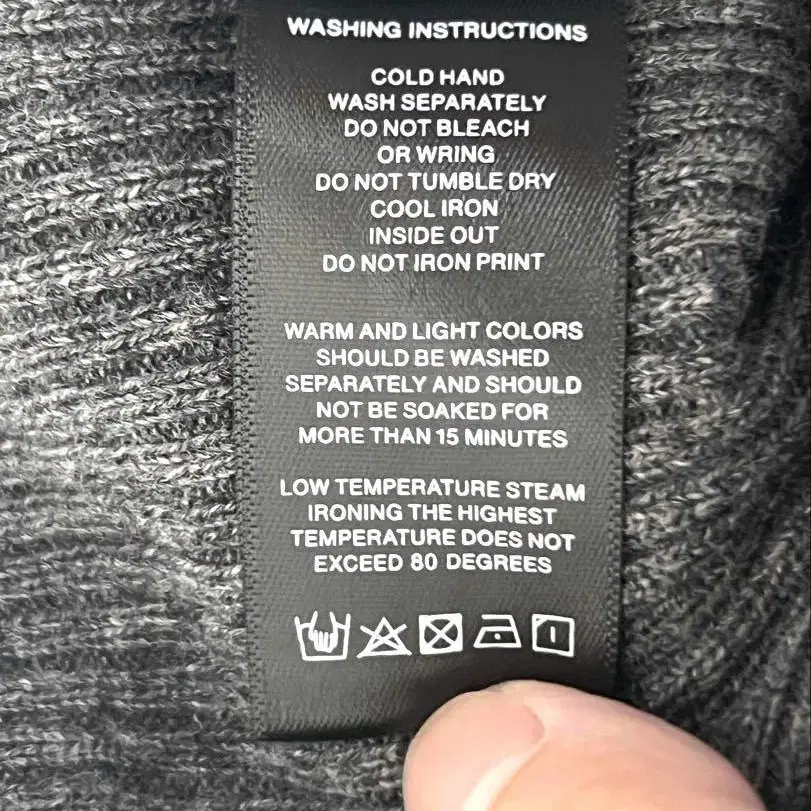 WASHING INSTRUCTIONS
COLD HAND
WASH SEPARATELY
DO NOT BLEACH
OR WRING
DO NOT TUMBLE DRY
COOL IRON
INSIDE OUT
DO NOT IRON PRINT
WARM AND LIGHT COLORS
SHOULD BE WASHED
SEPARATELY AND SHOULD
NOT BE SOAKED FOR
MORE THAN 15 MINUTES
LOW TEMPERATURE STEAM
IRONING THE HIGHEST
TEMPERATURE DOES NOT
EXCEED 80 DEGREES